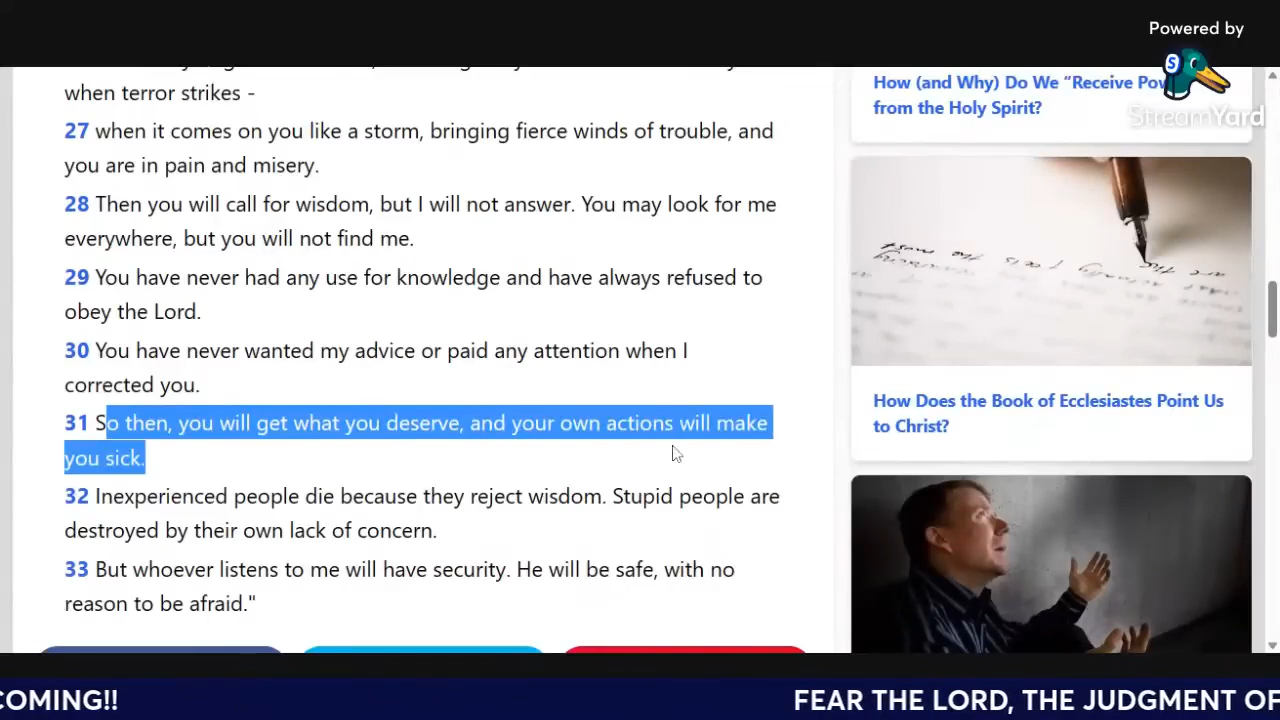 Powered by
StreamYard
when terror strikes -
27 when it comes on you like a storm, bringing fierce winds of trouble, and
you are in pain and misery.
28 Then you will call for wisdom, but I will not answer. You may look for me
everywhere, but you will not find me.
29 You have never had any use for knowledge and have always refused to
obey the Lord.
30 You have never wanted my advice or paid any attention when I
corrected you.
31 So then, you will get what you deserve, and your own actions will make
you sick.
32 Inexperienced people die because they reject wisdom. Stupid people are
destroyed by their own lack of concern.
33 But whoever listens to me will have security. He will be safe, with no
reason to be afraid."
How (and Why) Do We “Receive Pow
from the Holy Spirit?
How Does the Book of Ecclesiastes Point Us
to Christ?
COMING!!
FEAR THE LORD, THE JUDGMENT OF